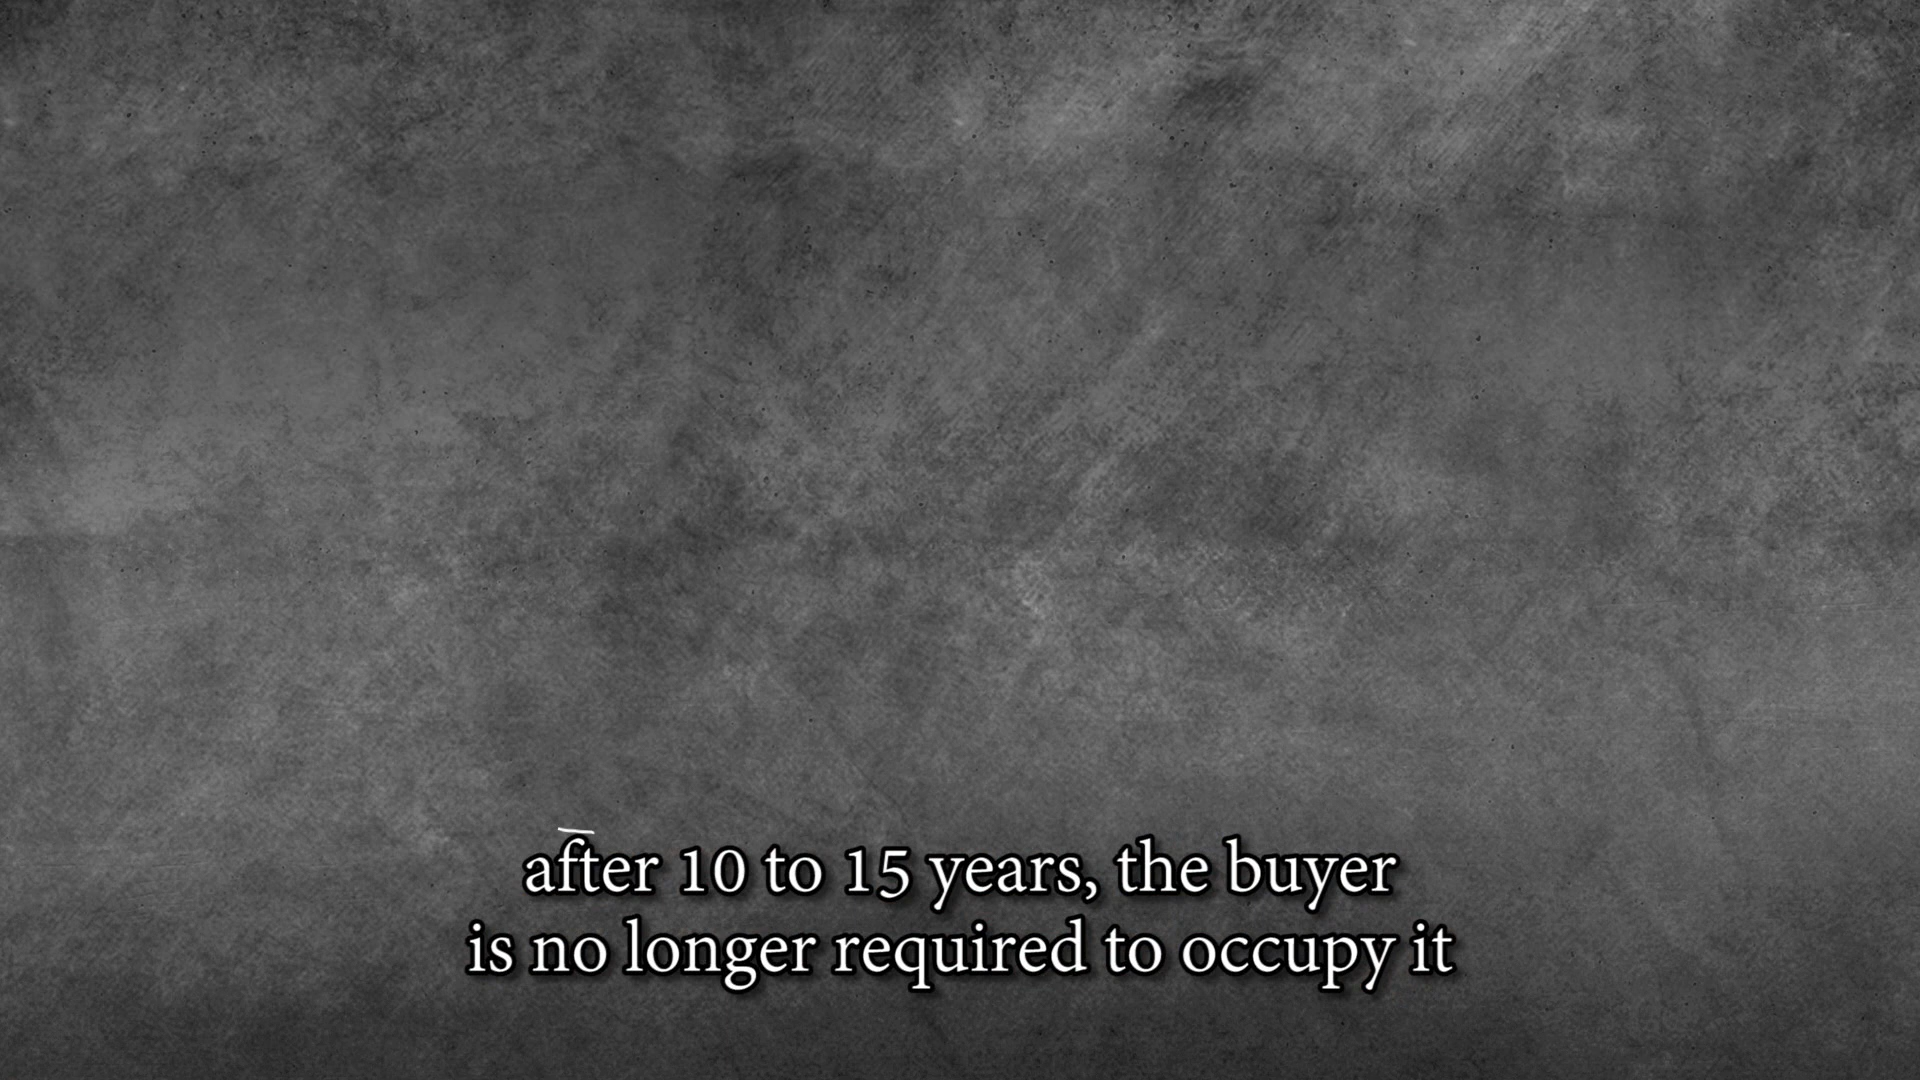 after 10 to 15 years, the buyer
is no longer required to occupy it